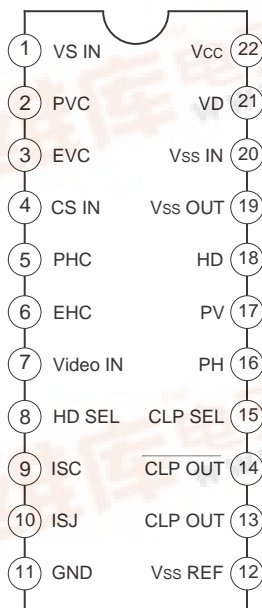 1 VS IN VCC 22
2 PVC VD 21
3 EVC VSS IN 20
4 CS IN VSS OUT 19
5 PHC HD 18
6 EHC PV 17
7 Video IN PH 16
8 HD SEL CLP SEL 15
9 ISC CLP OUT 14
10 ISJ CLP OUT 13
11 GND VSS REF 12